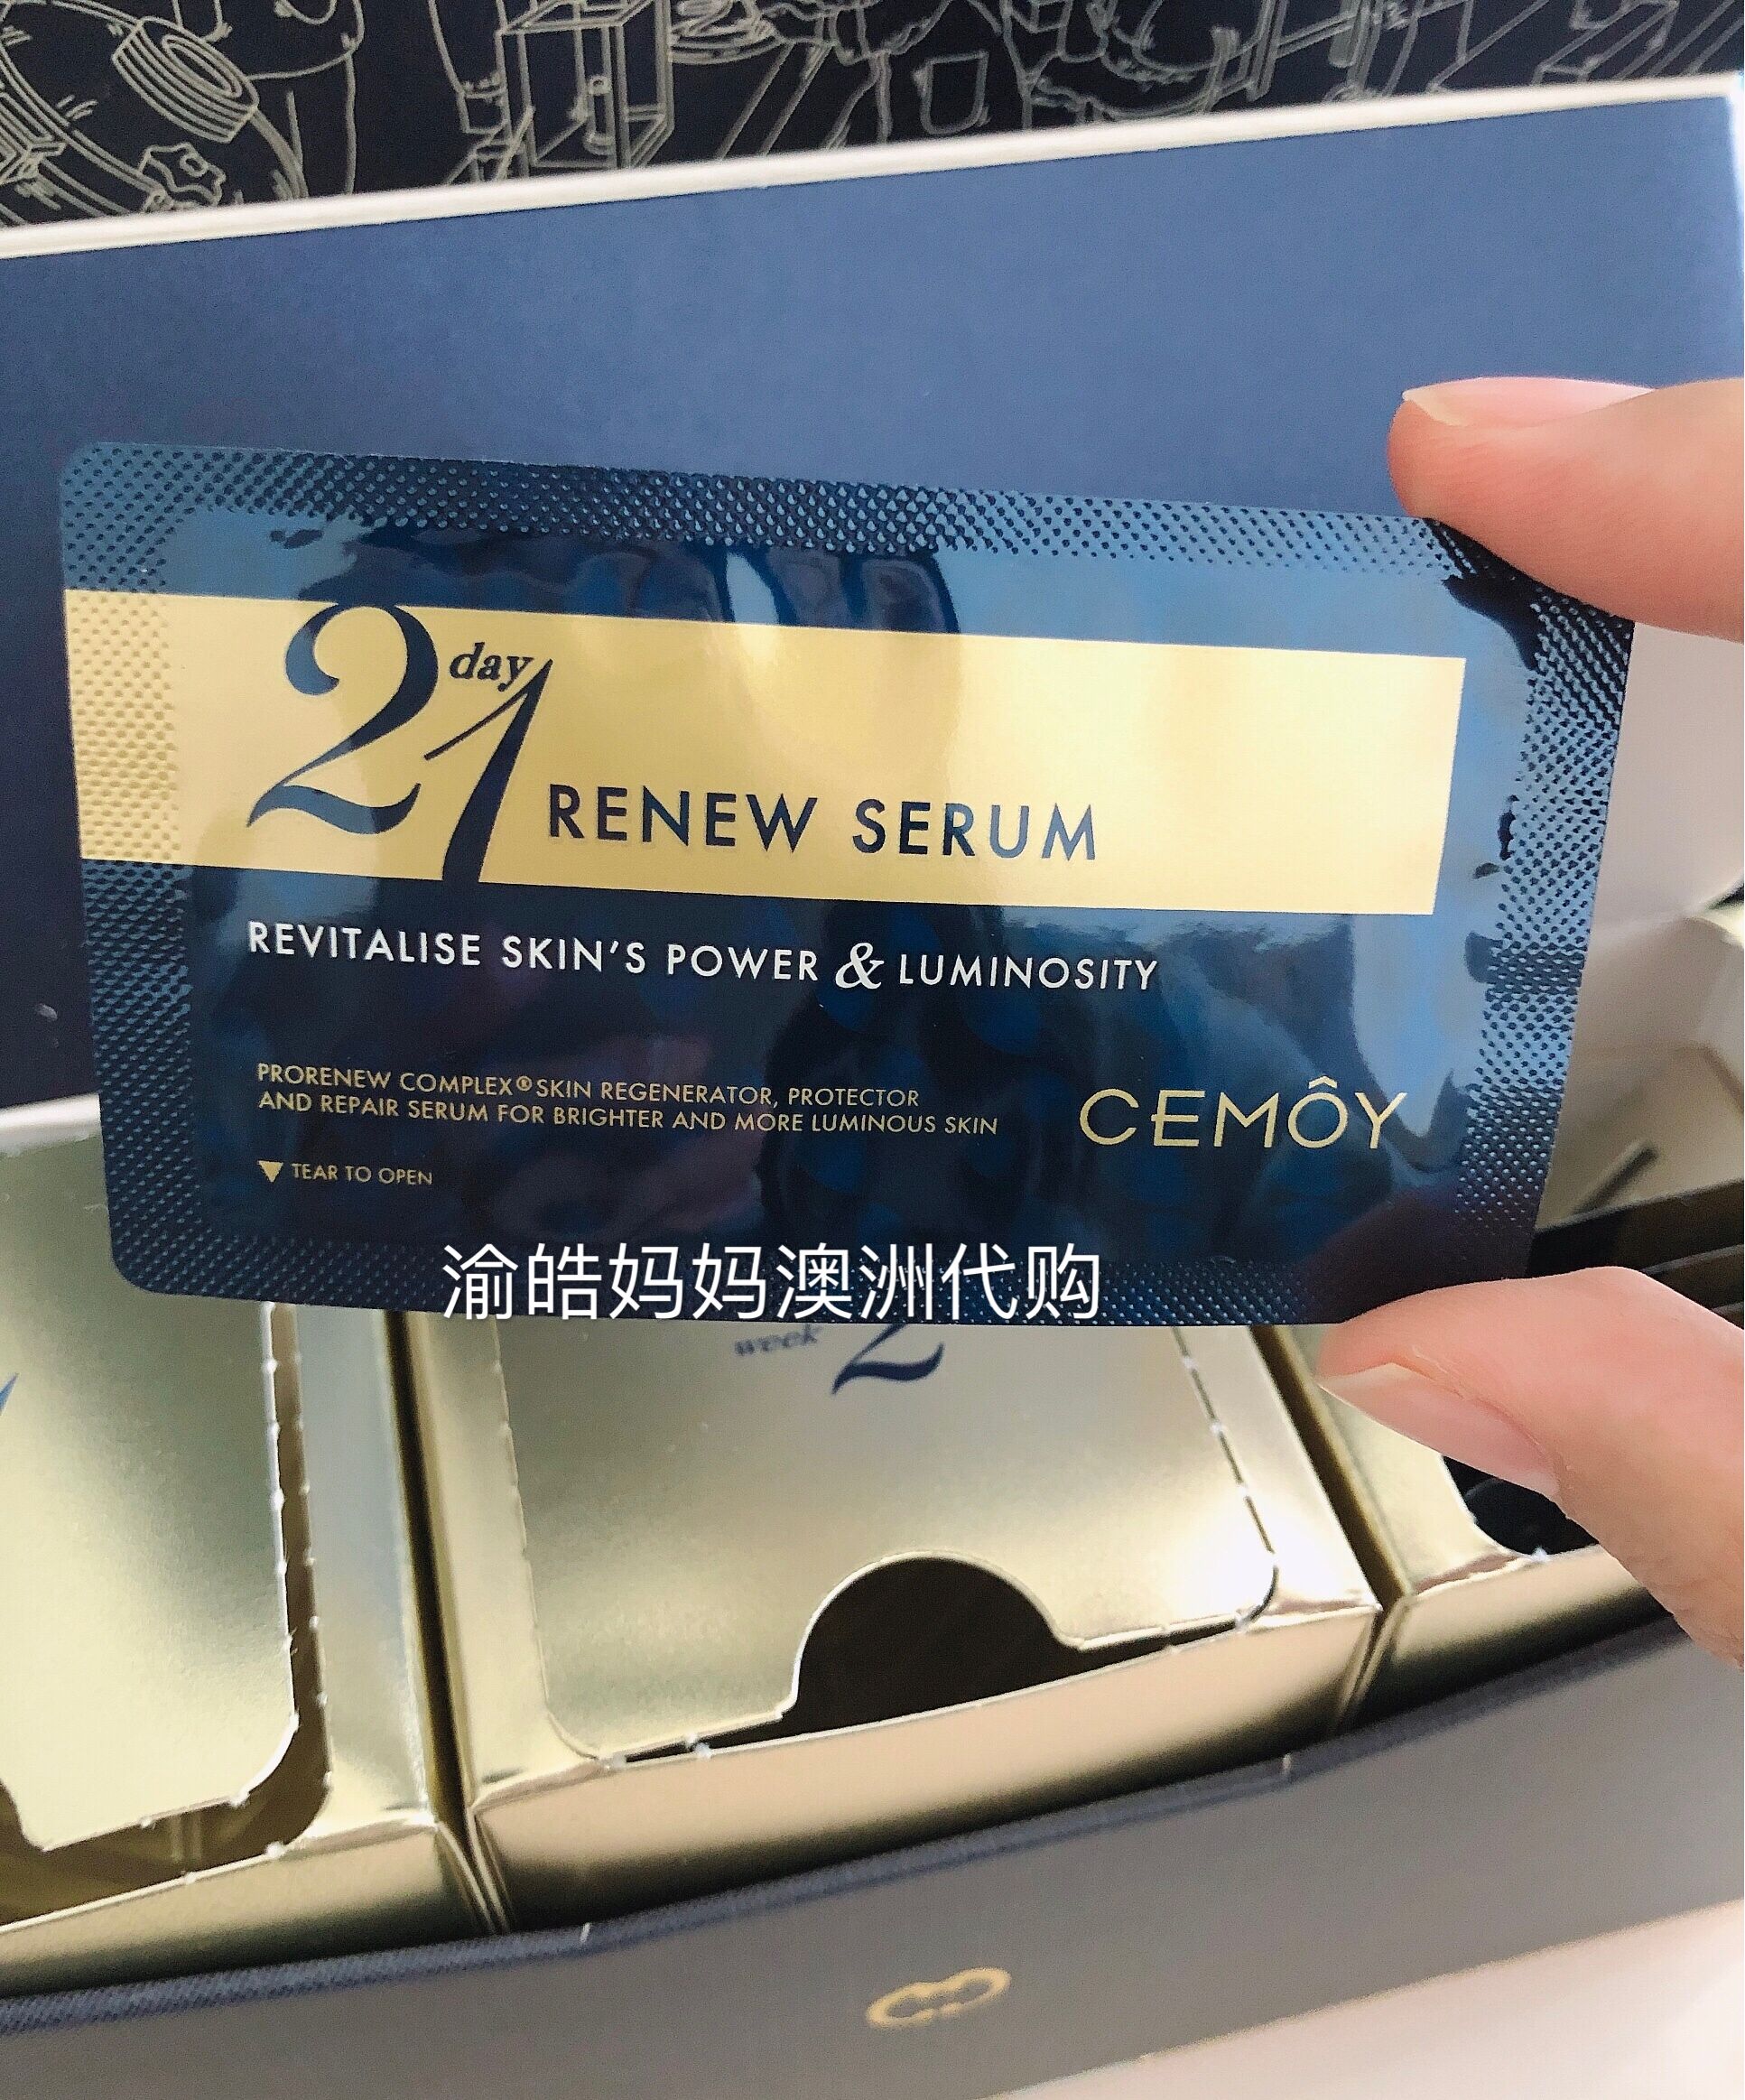 21
day
RENEW SERUM
REVITALISE SKIN'S POWER & LUMINOSITY
PRORENEW COMPLEX® SKIN REGENERATOR, PROTECTOR
AND REPAIR SERUM FOR BRIGHTER AND MORE LUMINOUS SKIN
CEMÔY
▼ TEAR TO OPEN
渝皓妈妈澳洲代购
week 2